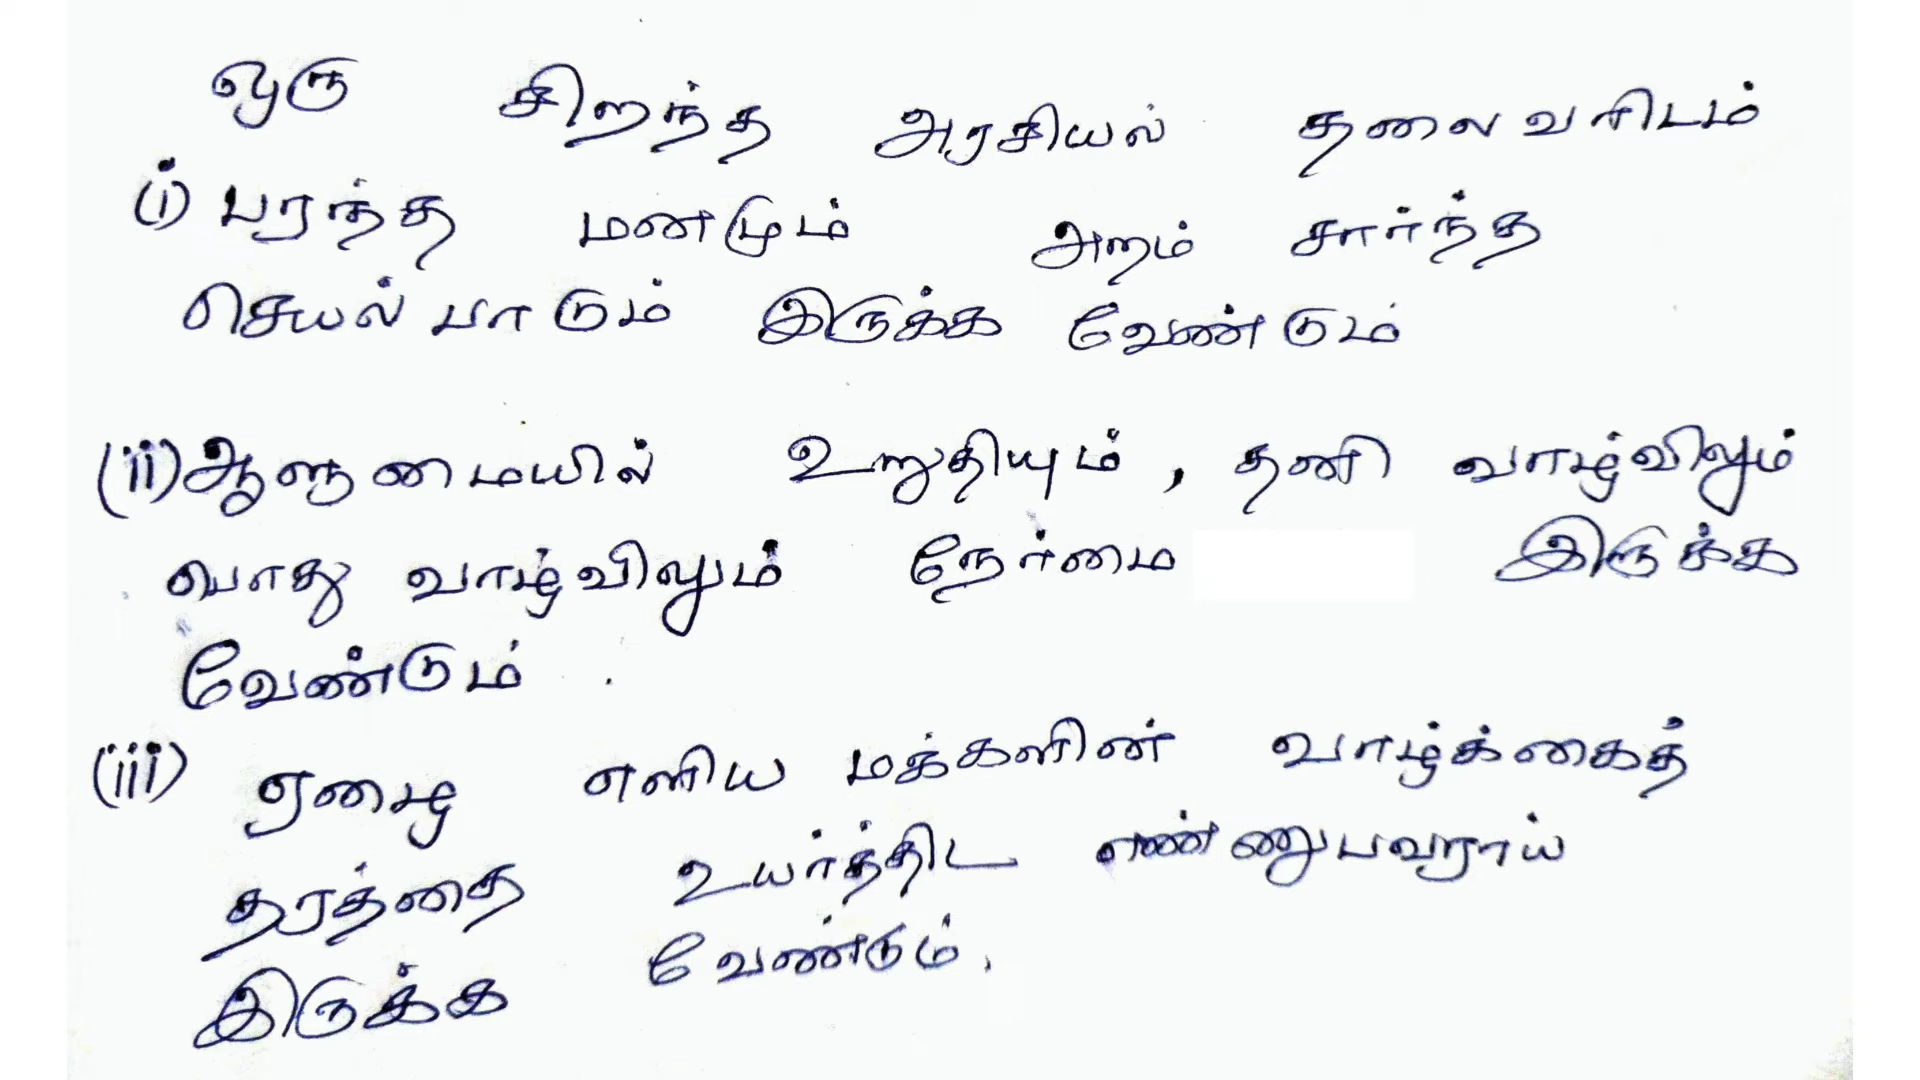 ஒரு சிறந்த அரசியல் தலைவரிடம்
(i) பரந்த மனமும் அறம் சார்ந்த
செயல்பாடும் இருக்க வேண்டும்
(ii) ஆளுமையில் உறுதியும், தனி வாழ்விலும்
பொது வாழ்விலும் நேர்மை இருக்க
வேண்டும்.
(iii) ஏழை எளிய மக்களின் வாழ்க்கைத்
தரத்தை உயர்த்திட எண்ணுபவராய்
இருக்க வேண்டும்.